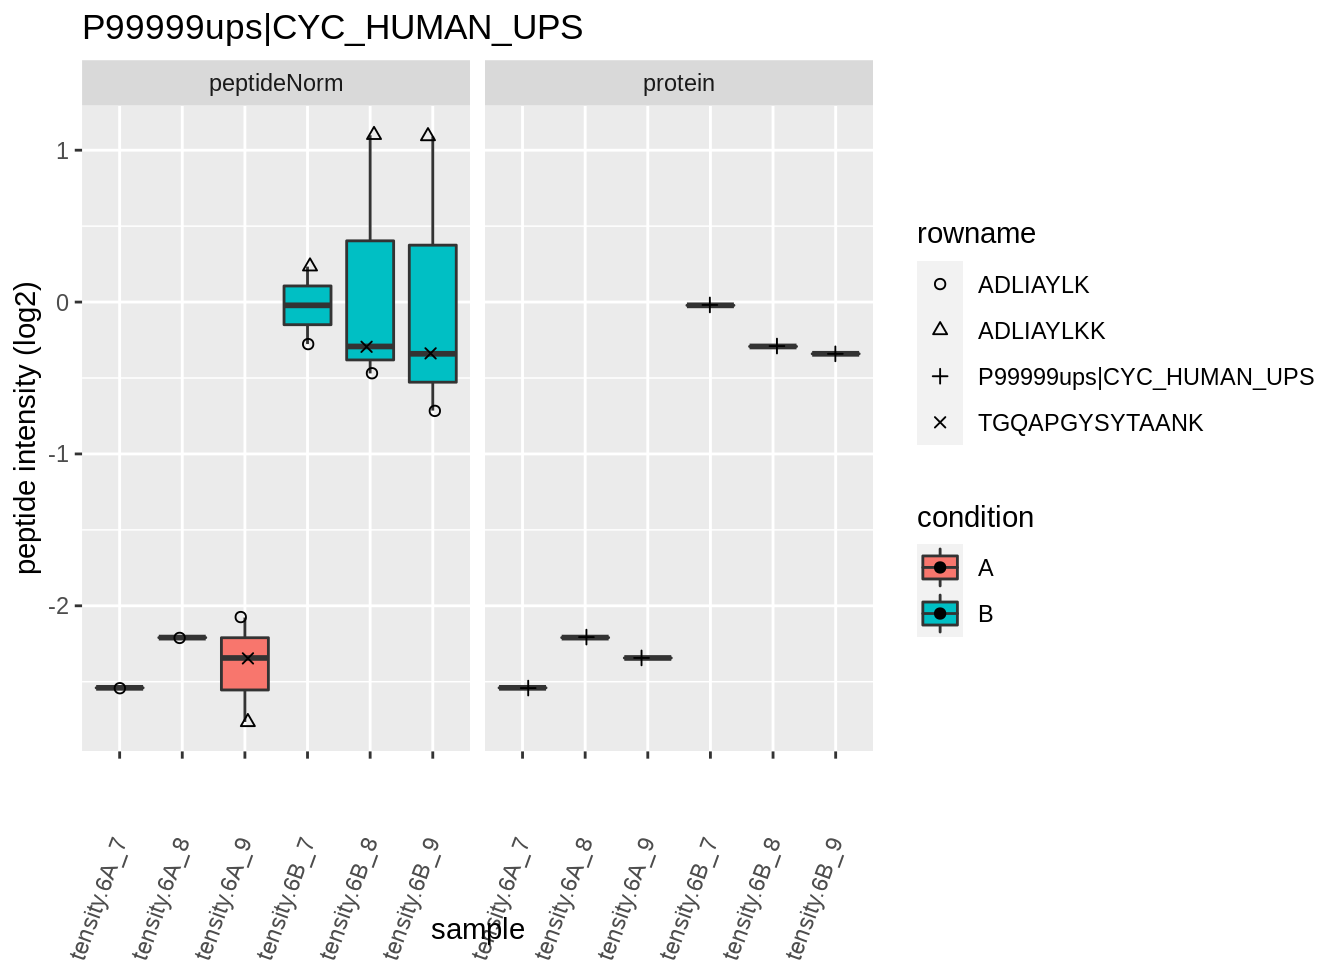 P99999ups|CYC_HUMAN_UPS
peptideNorm
protein
peptide intensity (log2)
1
0
-1
-2
tensity.6A_7
tensity.6A_8
tensity.6A_9
tensity.6B_7
tensity.6B_8
tensity.6B_9
tensity.6A_7
tensity.6A_8
tensity.6A_9
tensity.6B_7
tensity.6B_8
tensity.6B_9
sample
rowname
ADLIAYLK
ADLIAYLKK
P99999ups|CYC_HUMAN_UPS
TGQAPGYSYTAANK
condition
A
B